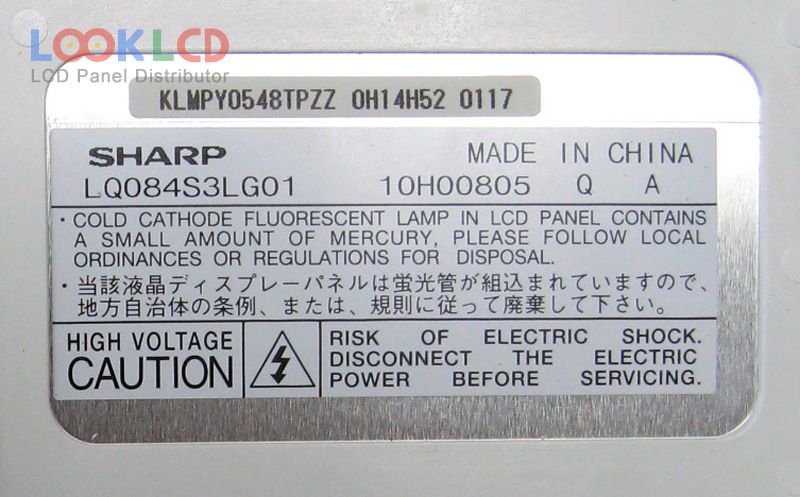 LOOKLCD
LCD Panel Distributor
KLMPY0548TPZZ 0H14H52 0117
SHARP MADE IN CHINA
LQ084S3LG01 10H00805 Q A
・COLD CATHODE FLUORESCENT LAMP IN LCD PANEL CONTAINS
A SMALL AMOUNT OF MERCURY, PLEASE FOLLOW LOCAL
ORDINANCES OR REGULATIONS FOR DISPOSAL.
・当該液晶ディスプレーパネルは蛍光管が組込まれていますので、
地方自治体の条例、または、規則に従って廃棄して下さい。
HIGH VOLTAGE
CAUTION
RISK OF ELECTRIC SHOCK.
DISCONNECT THE ELECTRIC
POWER BEFORE SERVICING.